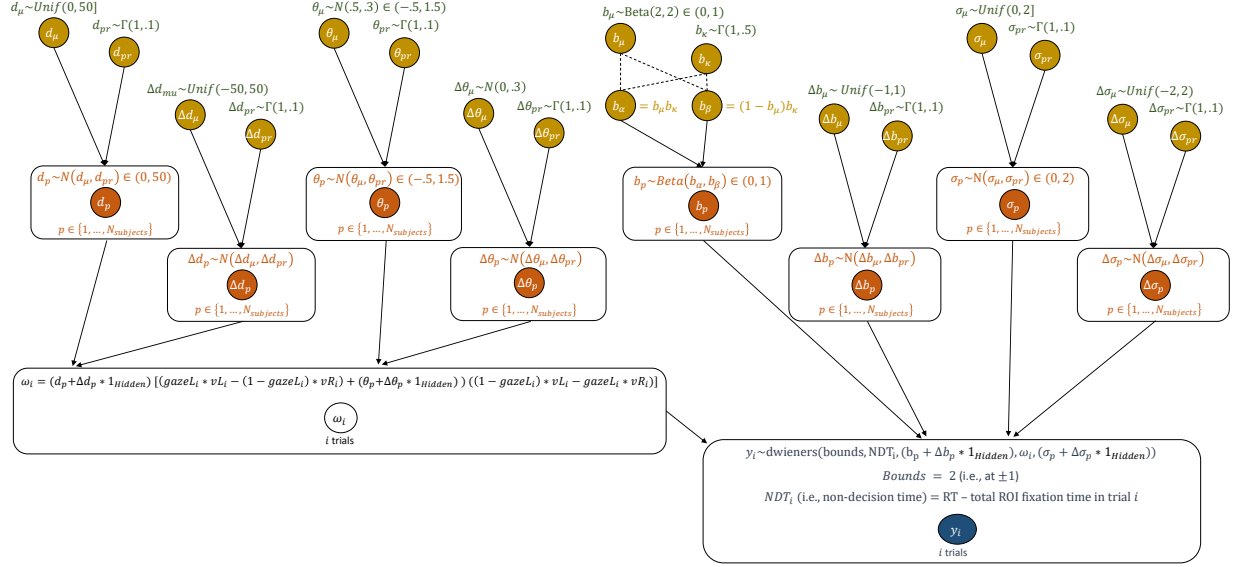 d_μ~Unif(0, 50]
d_pr~Γ(1, .1)
d_μ
d_pr
Δd_mu~Unif(−50, 50)
Δd_pr~Γ(1, .1)
Δd_μ
Δd_pr
θ_μ~N(.5, .3) ∈ (−.5, 1.5)
θ_pr~Γ(1, .1)
θ_μ
θ_pr
Δθ_μ~N(0, .3)
Δθ_pr~Γ(1, .1)
Δθ_μ
Δθ_pr
b_μ~Beta(2, 2) ∈ (0, 1)
b_κ~Γ(1, .5)
b_μ
b_κ
b_α = b_μb_κ
b_β = (1 − b_μ)b_κ
Δb_μ~ Unif(−1,1)
Δb_pr~Γ(1, .1)
Δb_μ
Δb_pr
σ_μ~Unif(0, 2]
σ_pr~Γ(1, .1)
σ_μ
σ_pr
Δσ_μ~Unif(−2, 2)
Δσ_pr~Γ(1, .1)
Δσ_μ
Δσ_pr
d_p~N(d_μ, d_pr) ∈ (0, 50)
d_p
p ∈ {1, …, N_subjects}
Δd_p~N(Δd_μ, Δd_pr)
Δd_p
p ∈ {1, …, N_subjects}
θ_p~N(θ_μ, θ_pr) ∈ (−.5, 1.5)
θ_p
p ∈ {1, …, N_subjects}
Δθ_p~N(Δθ_μ, Δθ_pr)
Δθ_p
p ∈ {1, …, N_subjects}
b_p~Beta(b_α, b_β) ∈ (0, 1)
b_p
p ∈ {1, …, N_subjects}
Δb_p~N(Δb_μ, Δb_pr)
Δb_p
p ∈ {1, …, N_subjects}
σ_p~N(σ_μ, σ_pr) ∈ (0, 2)
σ_p
p ∈ {1, …, N_subjects}
Δσ_p~N(Δσ_μ, Δσ_pr)
Δσ_p
p ∈ {1, …, N_subjects}
ω_i = (d_p+Δd_p * 1_Hidden) [(gazeL_i * vL_i − (1 − gazeL_i) * vR_i) + (θ_p+Δθ_p * 1_Hidden) ) ((1 − gazeL_i) * vL_i − gazeL_i * vR_i)]
ω_i
i trials
y_i~dwieners(bounds, NDT_i, (b_p + Δb_p * 1_Hidden), ω_i, (σ_p + Δσ_p * 1_Hidden))
Bounds = 2 (i.e., at ±1)
NDT_i (i.e., non-decision time) = RT – total ROI fixation time in trial i
y_i
i trials